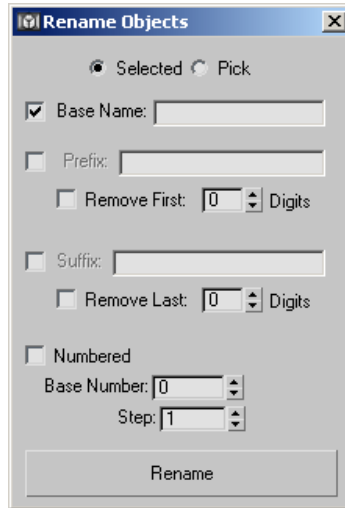 Rename Objects
Selected Pick
Base Name:
Prefix:
Remove First: 0 Digits
Suffix:
Remove Last: 0 Digits
Numbered
Base Number: 0
Step: 1
Rename